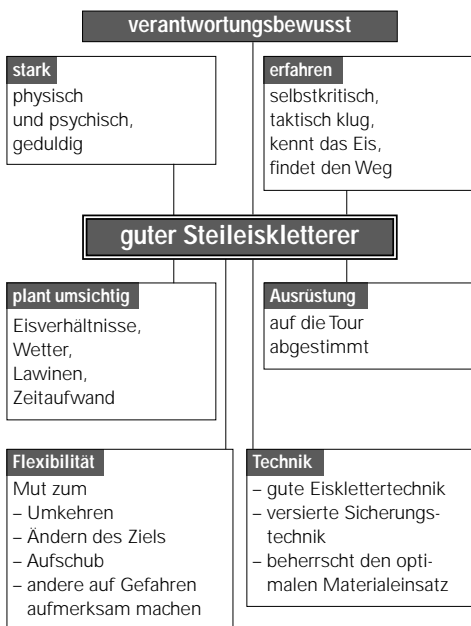 verantwortungsbewusst
stark
physisch
und psychisch,
geduldig
erfahren
selbstkritisch,
taktisch klug,
kennt das Eis,
findet den Weg
guter Steileiskletterer
plant umsichtig
Eisverhältnisse,
Wetter,
Lawinen,
Zeitaufwand
Ausrüstung
auf die Tour
abgestimmt
Flexibilität
Mut zum
– Umkehren
– Ändern des Ziels
– Aufschub
– andere auf Gefahren
aufmerksam machen
Technik
– gute Eisklettertechnik
– versierte Sicherungs-
technik
– beherrscht den opti-
malen Materialeinsatz